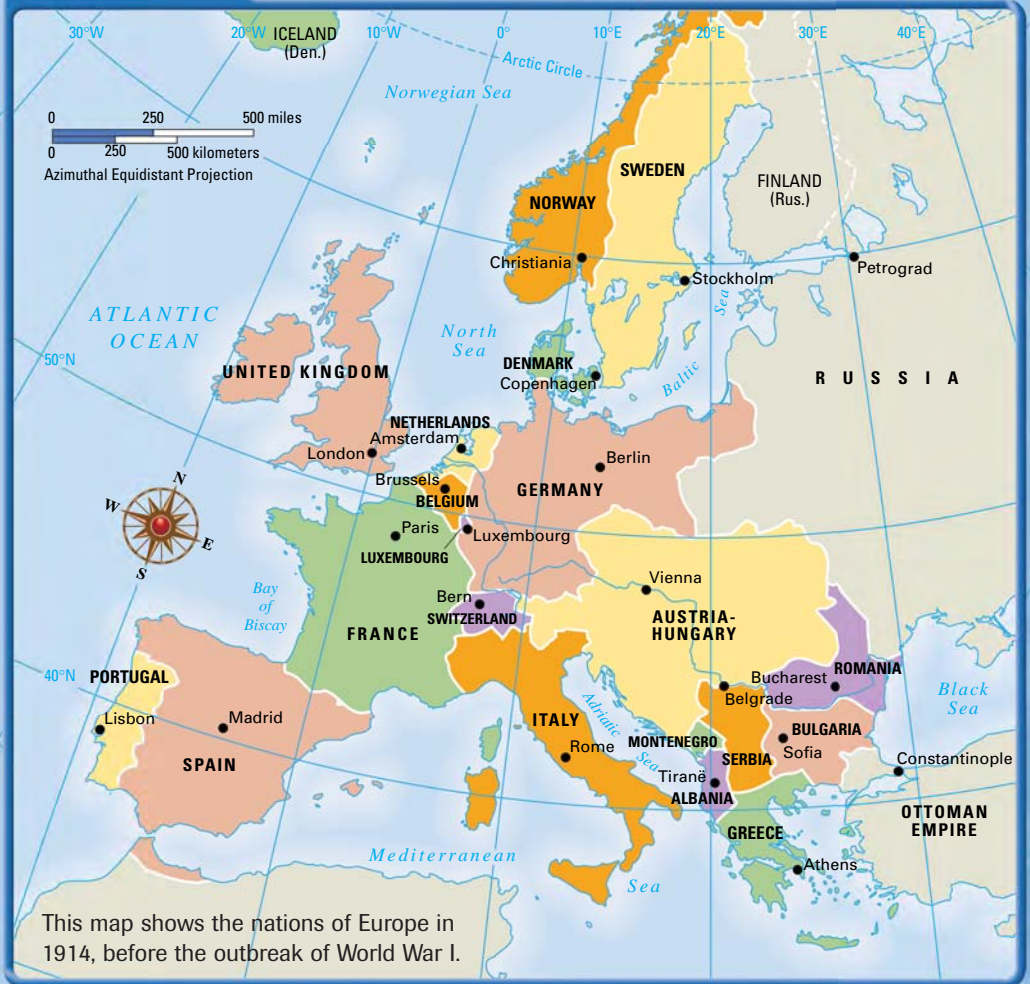 30°W
20°W
10°W
0°
10°E
20°E
30°E
40°E
ICELAND
(Den.)
Arctic Circle
Norwegian Sea
0 250 500 miles
0 250 500 kilometers
Azimuthal Equidistant Projection
SWEDEN
FINLAND
(Rus.)
NORWAY
Christiania
Stockholm
Petrograd
ATLANTIC
OCEAN
North
Sea
Baltic
Sea
50°N
UNITED KINGDOM
DENMARK
Copenhagen
RUSSIA
NETHERLANDS
Amsterdam
London
Berlin
Brussels
BELGIUM
GERMANY
N
W
E
S
Paris
Luxembourg
LUXEMBOURG
Vienna
Bay
of
Biscay
Bern
SWITZERLAND
FRANCE
AUSTRIA-
HUNGARY
40°N
PORTUGAL
ROMANIA
Bucharest
Belgrade
Black
Sea
Lisbon
Madrid
SPAIN
ITALY
Rome
Adriatic
Sea
MONTENEGRO
SERBIA
BULGARIA
Sofia
Constantinople
Tiranë
ALBANIA
OTTOMAN
EMPIRE
GREECE
Athens
Mediterranean
Sea
This map shows the nations of Europe in
1914, before the outbreak of World War I.